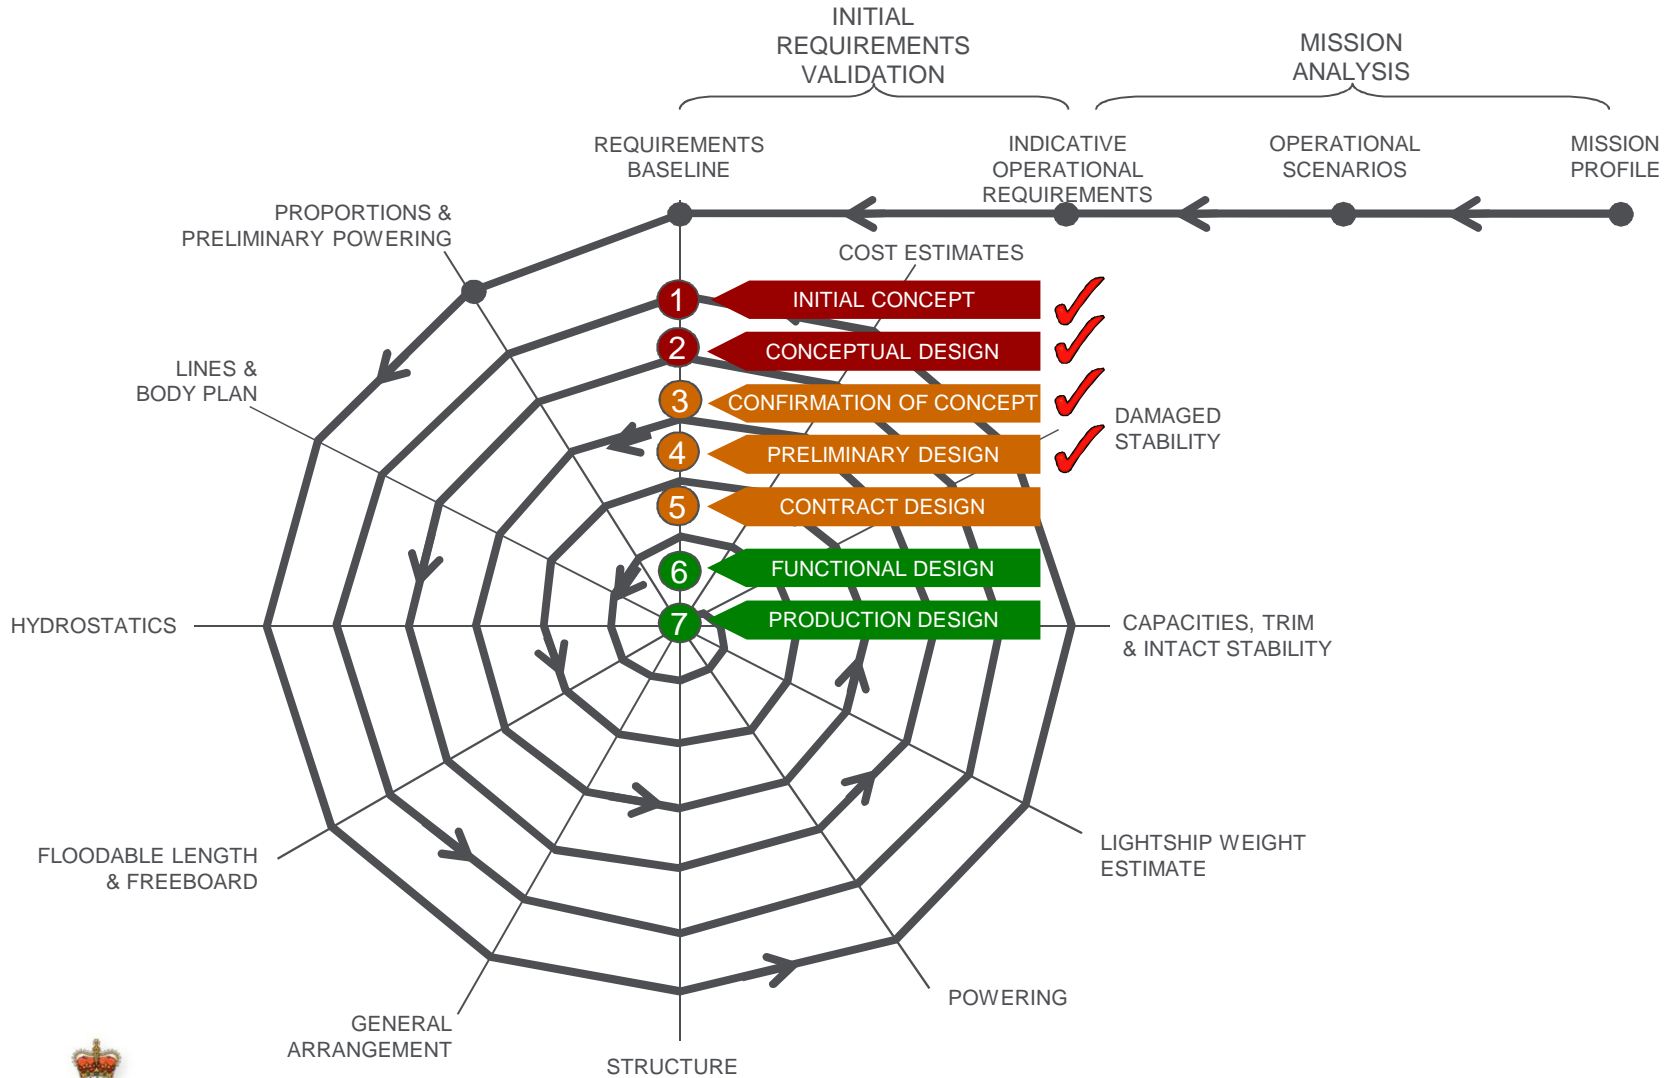 INITIAL
REQUIREMENTS
VALIDATION
MISSION
ANALYSIS
REQUIREMENTS
BASELINE
INDICATIVE
OPERATIONAL
REQUIREMENTS
OPERATIONAL
SCENARIOS
MISSION
PROFILE
PROPORTIONS &
PRELIMINARY POWERING
COST ESTIMATES
1 INITIAL CONCEPT
2 CONCEPTUAL DESIGN
LINES &
BODY PLAN
3 CONFIRMATION OF CONCEPT
DAMAGED
STABILITY
4 PRELIMINARY DESIGN
5 CONTRACT DESIGN
6 FUNCTIONAL DESIGN
7 PRODUCTION DESIGN
HYDROSTATICS
CAPACITIES, TRIM
& INTACT STABILITY
FLOODABLE LENGTH
& FREEBOARD
LIGHTSHIP WEIGHT
ESTIMATE
POWERING
GENERAL
ARRANGEMENT
STRUCTURE